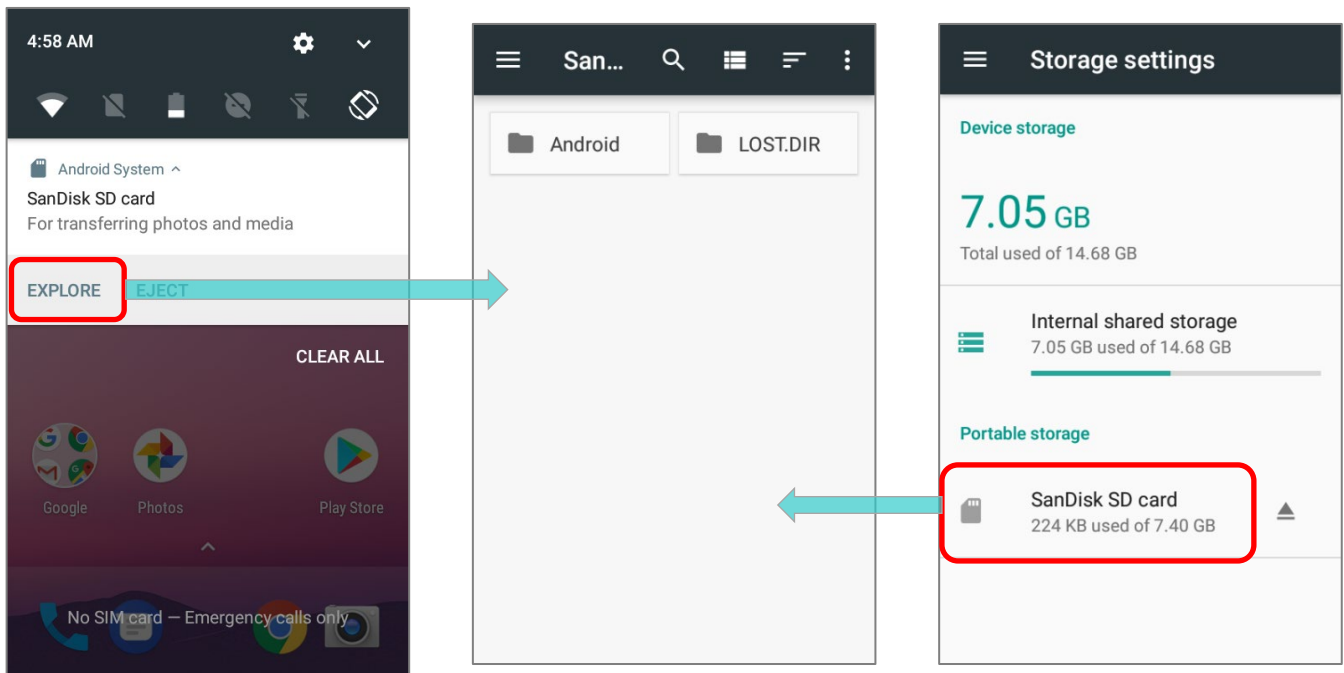 4:58 AM
Android System
SanDisk SD card
For transferring photos and media
EXPLORE EJECT
CLEAR ALL
Google Photos Play Store
No SIM card — Emergency calls only
San...
Android LOST.DIR
Storage settings
Device storage
7.05 GB
Total used of 14.68 GB
Internal shared storage
7.05 GB used of 14.68 GB
Portable storage
SanDisk SD card
224 KB used of 7.40 GB